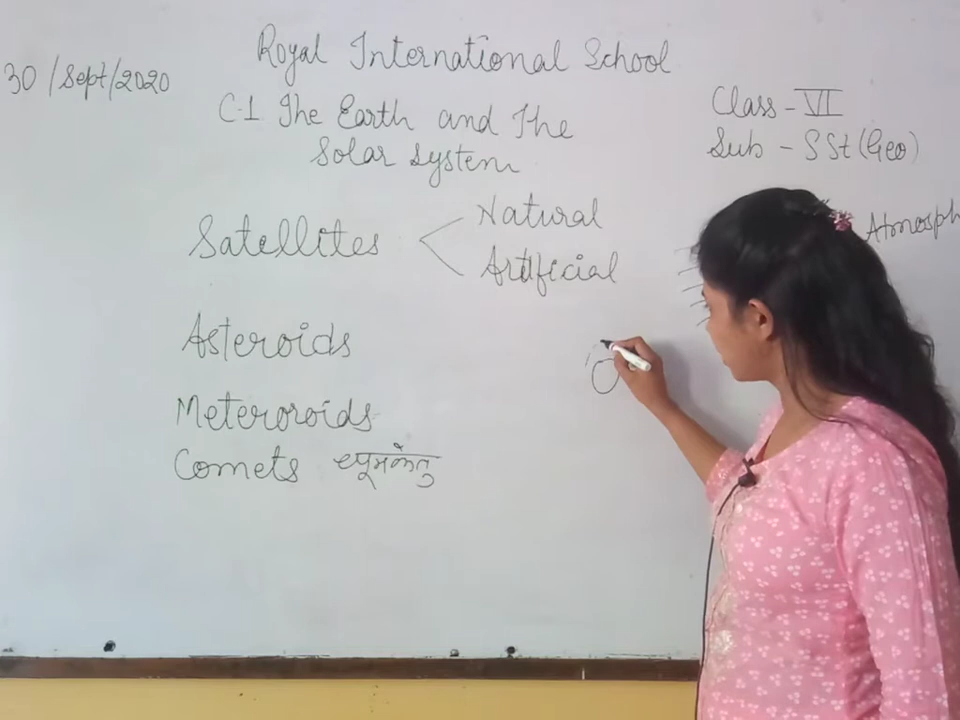 Royal International School
30/Sept/2020
C-1 The Earth and The
Solar System
Class - VI
Sub - SSt (Geo)
Satellites
Natural
Artificial
Atmosph
Asteroids
Meteroroids
Comets धूमकेतु